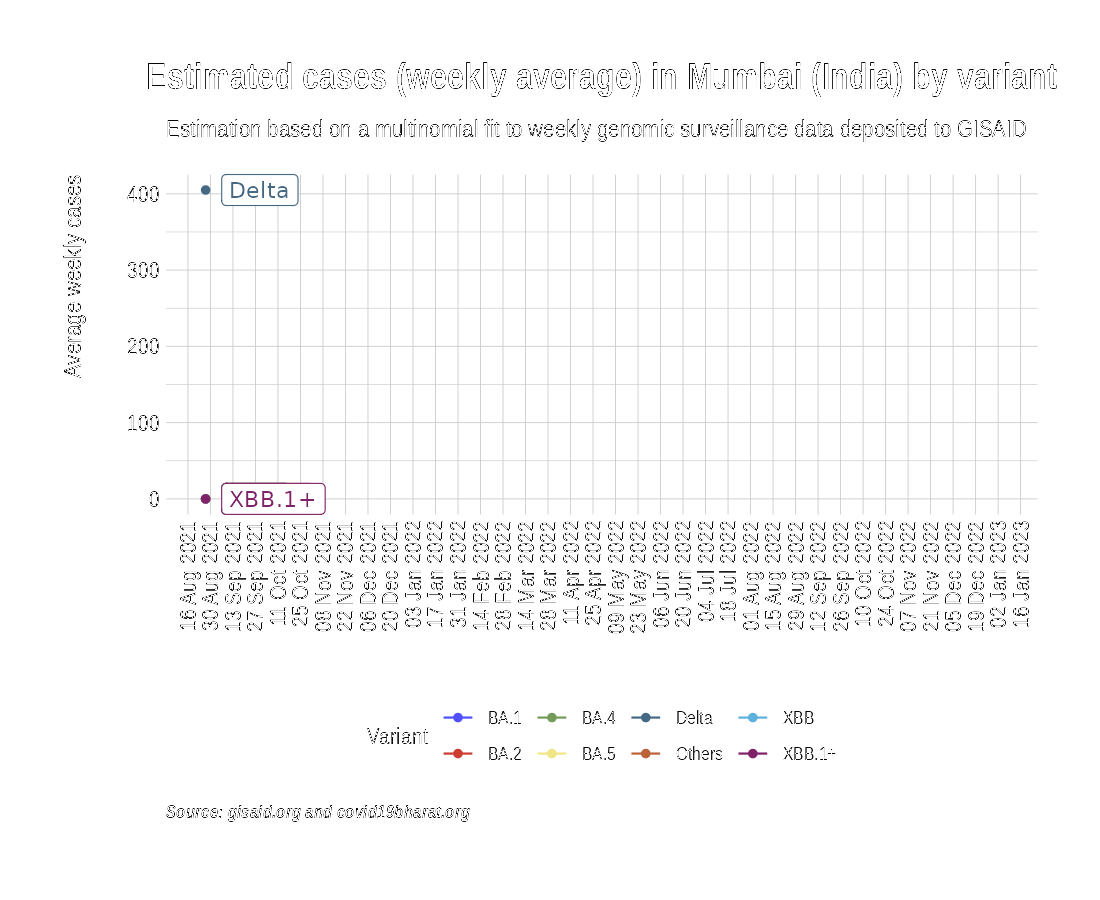 Estimated cases (weekly average) in Mumbai (India) by variant
Estimation based on a multinomial fit to weekly genomic surveillance data deposited to GISAID
Average weekly cases
400
300
200
100
0
Delta
XBB.1+
16 Aug 2021
30 Aug 2021
13 Sep 2021
27 Sep 2021
11 Oct 2021
25 Oct 2021
08 Nov 2021
22 Nov 2021
06 Dec 2021
20 Dec 2021
03 Jan 2022
17 Jan 2022
31 Jan 2022
14 Feb 2022
28 Feb 2022
14 Mar 2022
28 Mar 2022
11 Apr 2022
25 Apr 2022
09 May 2022
23 May 2022
06 Jun 2022
20 Jun 2022
04 Jul 2022
18 Jul 2022
01 Aug 2022
15 Aug 2022
29 Aug 2022
12 Sep 2022
26 Sep 2022
10 Oct 2022
24 Oct 2022
07 Nov 2022
21 Nov 2022
05 Dec 2022
19 Dec 2022
02 Jan 2023
16 Jan 2023
Variant
BA.1 BA.4 Delta XBB
BA.2 BA.5 Others XBB.1+
Source: gisaid.org and covid19bharat.org